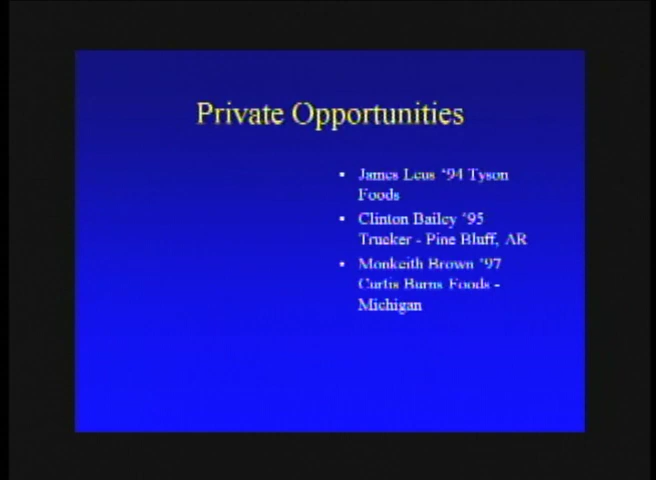 Private Opportunities
• James Leus ‘94 Tyson
Foods
• Clinton Bailey ‘95
Trucker - Pine Bluff, AR
• Monkeith Brown ‘97
Curtis Burns Foods -
Michigan